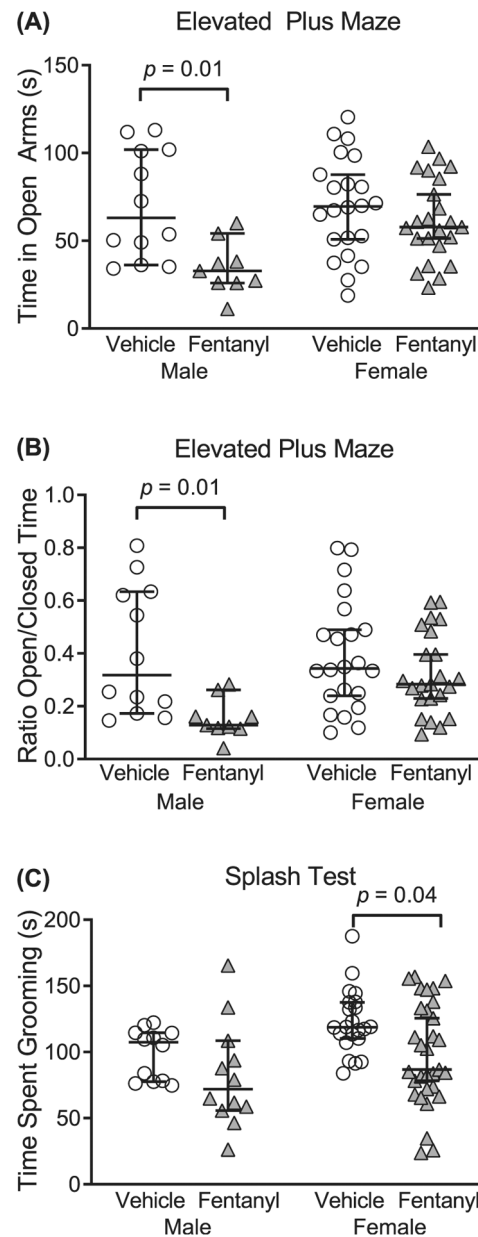 (A) Elevated Plus Maze
p = 0.01
Time in Open Arms (s)
150
100
50
0
Vehicle Fentanyl Vehicle Fentanyl
Male Female
(B) Elevated Plus Maze
p = 0.01
Ratio Open/Closed Time
1.0
0.8
0.6
0.4
0.2
0.0
Vehicle Fentanyl Vehicle Fentanyl
Male Female
(C) Splash Test
p = 0.04
Time Spent Grooming (s)
200
150
100
50
0
Vehicle Fentanyl Vehicle Fentanyl
Male Female